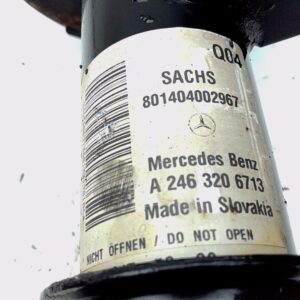 Q04
SACHS
801404002967
Mercedes Benz
A 246 320 6713
Made in Slovakia
NICHT ÖFFNEN / DO NOT OPEN